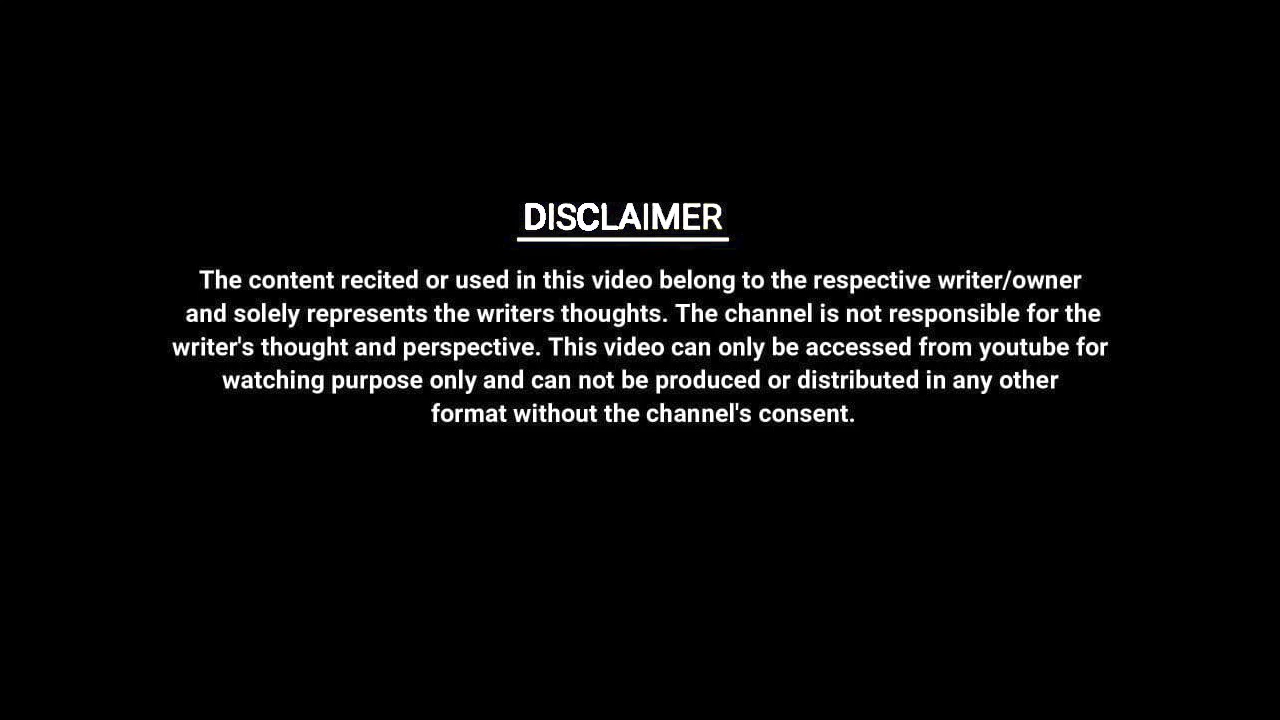 DISCLAIMER
The content recited or used in this video belong to the respective writer/owner
and solely represents the writers thoughts. The channel is not responsible for the
writer's thought and perspective. This video can only be accessed from youtube for
watching purpose only and can not be produced or distributed in any other
format without the channel's consent.